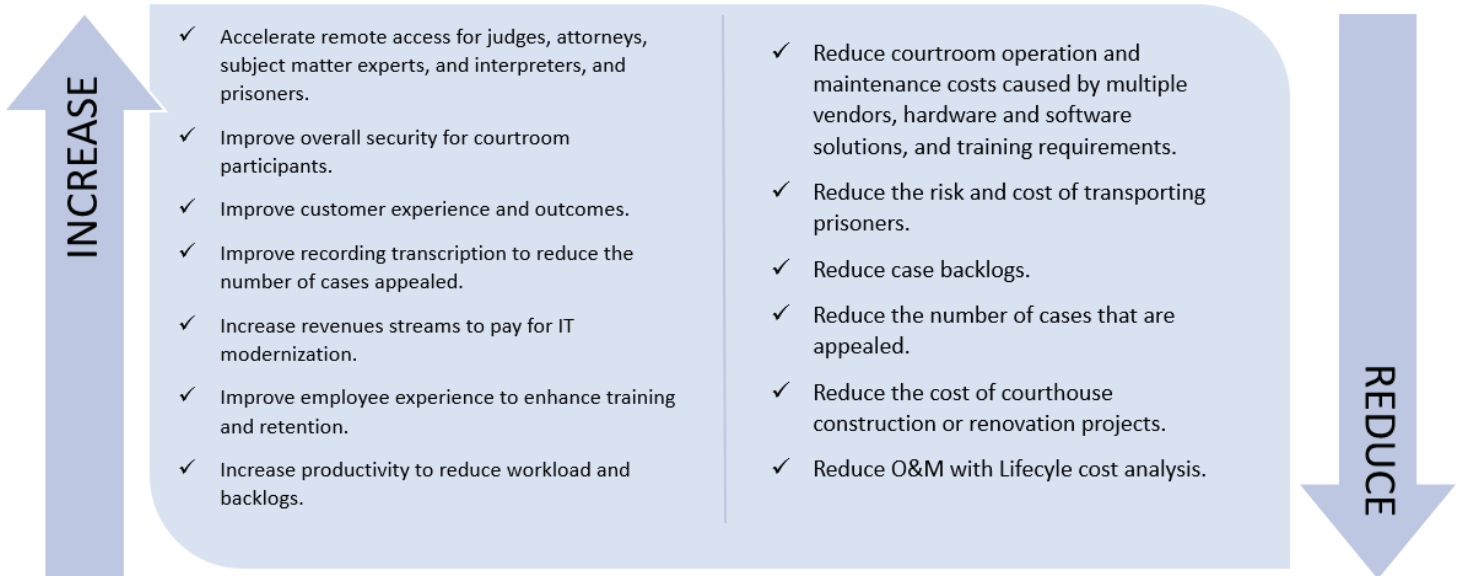 INCREASE
✓ Accelerate remote access for judges, attorneys,
subject matter experts, and interpreters, and
prisoners.
✓ Improve overall security for courtroom
participants.
✓ Improve customer experience and outcomes.
✓ Improve recording transcription to reduce the
number of cases appealed.
✓ Increase revenues streams to pay for IT
modernization.
✓ Improve employee experience to enhance training
and retention.
✓ Increase productivity to reduce workload and
backlogs.
✓ Reduce courtroom operation and
maintenance costs caused by multiple
vendors, hardware and software
solutions, and training requirements.
✓ Reduce the risk and cost of transporting
prisoners.
✓ Reduce case backlogs.
✓ Reduce the number of cases that are
appealed.
✓ Reduce the cost of courthouse
construction or renovation projects.
✓ Reduce O&M with Lifecyle cost analysis.
REDUCE